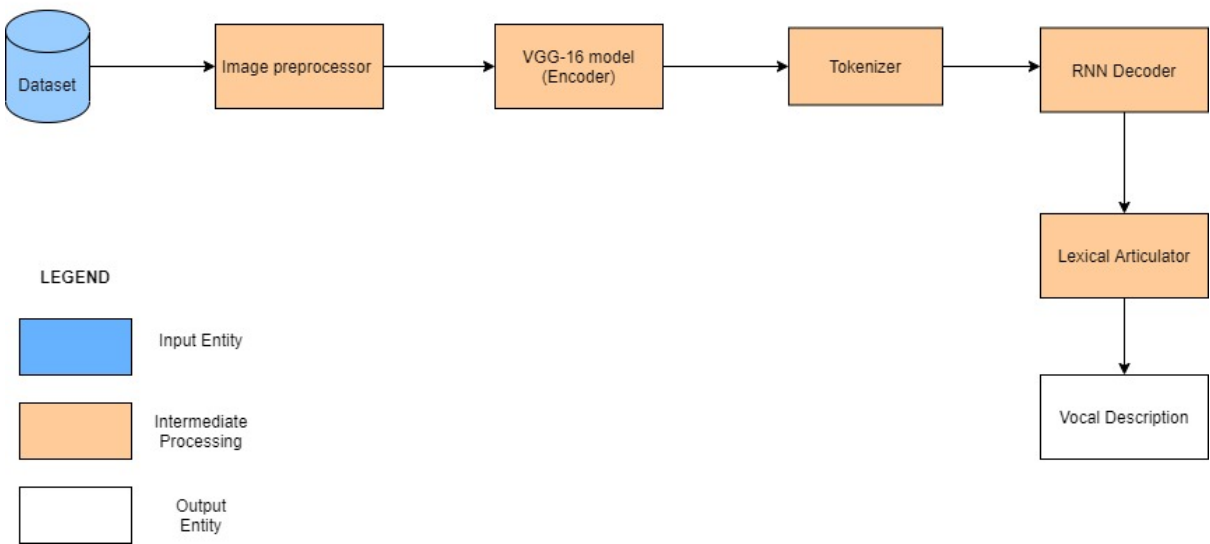 Dataset
Image preprocessor
VGG-16 model
(Encoder)
Tokenizer
RNN Decoder
Lexical Articulator
Vocal Description
LEGEND
Input Entity
Intermediate
Processing
Output
Entity